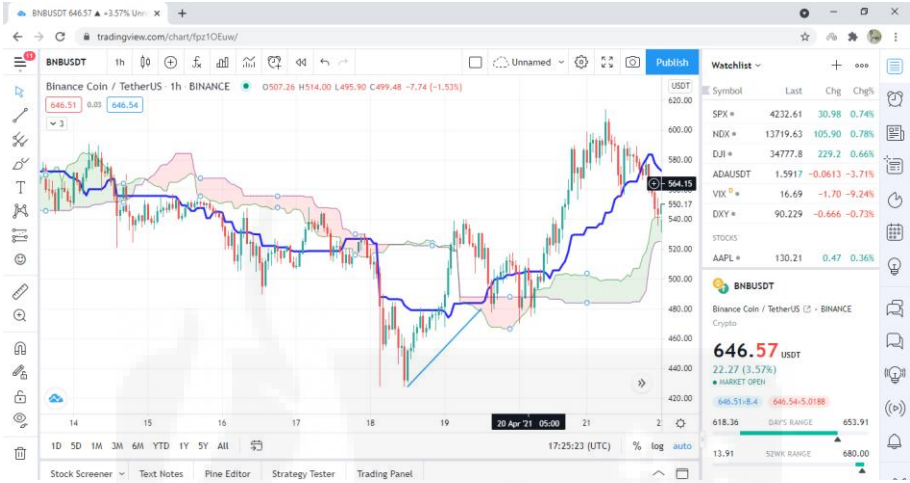 BNBUSDT 646.57 ▲ +3.57% Unn
tradingview.com/chart/fpz1OEuw/
11
BNBUSDT 1h Unnamed Publish
Binance Coin / TetherUS · 1h · BINANCE O507.26 H514.00 L495.90 C499.48 -7.74 (-1.53%)
646.51 0.03 646.54
3
USDT
620.00
600.00
580.00
564.15
550.17
540.00
520.00
500.00
480.00
460.00
440.00
420.00
14 15 16 17 18 19 20 Apr '21 05:00 21 2
1D 5D 1M 3M 6M YTD 1Y 5Y All 17:25:23 (UTC) % log auto
Stock Screener Text Notes Pine Editor Strategy Tester Trading Panel
Watchlist
Symbol Last Chg Chg%
SPX 4232.61 30.98 0.74%
NDX 13719.63 105.90 0.78%
DJI 34777.8 229.2 0.66%
ADAUSDT 1.5917 -0.0613 -3.71%
VIX D 16.69 -1.70 -9.24%
DXY 90.229 -0.666 -0.73%
STOCKS
AAPL 130.21 0.47 0.36%
BNBUSDT
Binance Coin / TetherUS · BINANCE
Crypto
646.57 USDT
22.27 (3.57%)
MARKET OPEN
646.51×8.4 646.54×5.0188
618.36 DAY'S RANGE 653.91
13.91 52WK RANGE 680.00